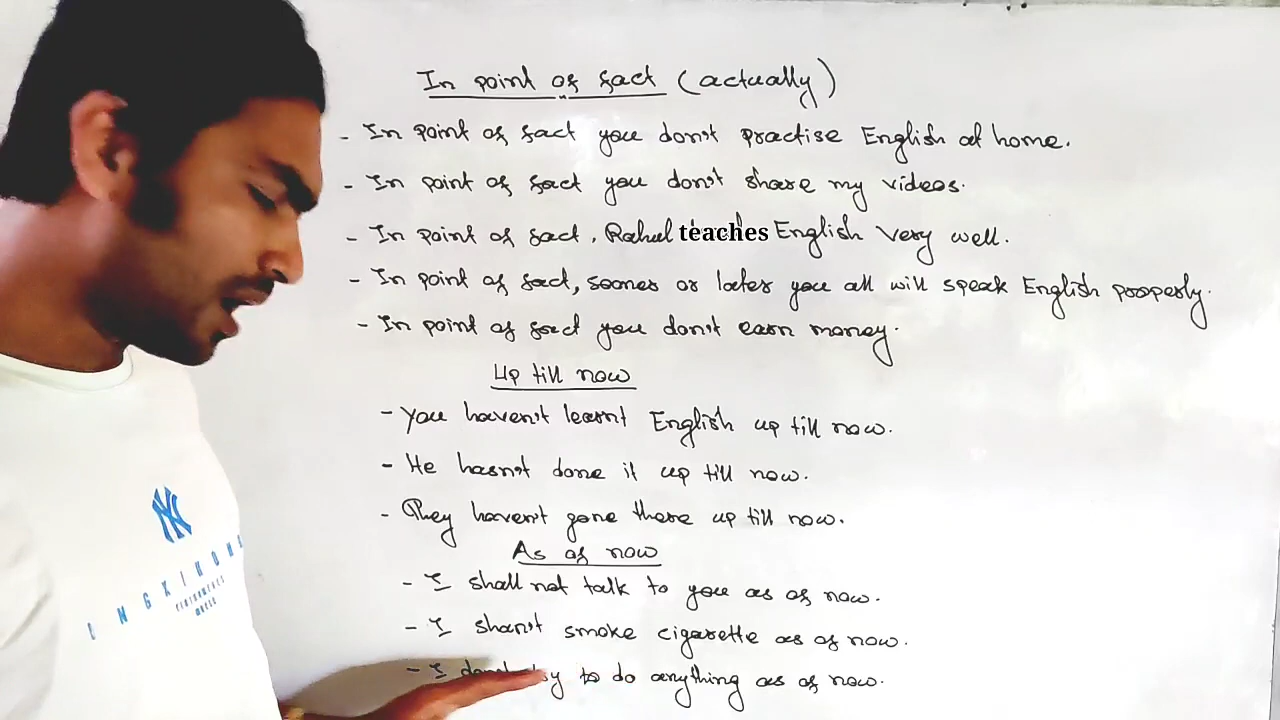 In point of fact (actually)
- In point of fact you don't practise English at home.
- In point of fact you don't share my videos.
- In point of fact, Rahul teaches English very well.
- In point of fact, sooner or later you all will speak English properly.
- In point of fact you don't earn money.
Up till now
- You haven't learnt English up till now.
- He hasn't done it up till now.
- They haven't gone there up till now.
As of now
- I shall not talk to you as of now.
- I shan't smoke cigarette as of now.
- I don't try to do anything as of now.
NY